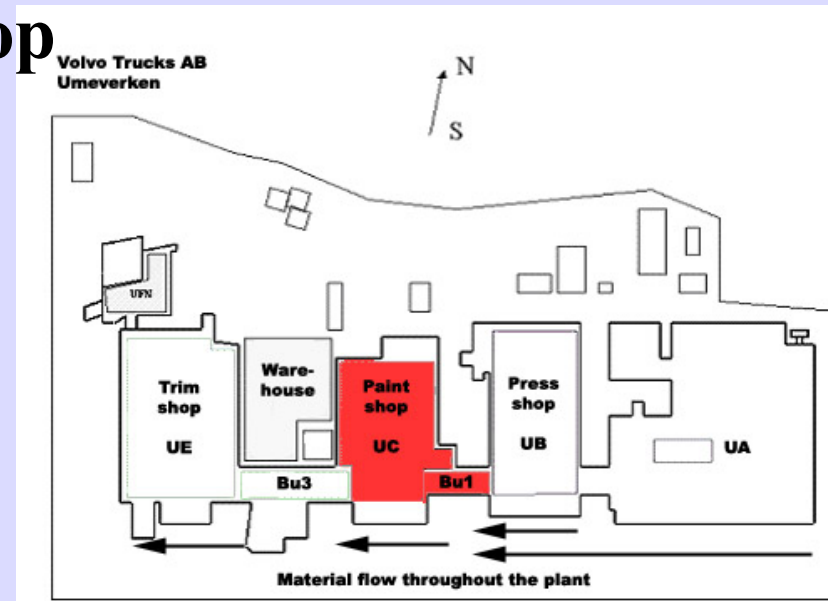 op
Volvo Trucks AB
Umeverken
N
S
UFN
Trim
shop
UE
Ware-
house
Paint
shop
UC
Press
shop
UB
UA
Bu3
Bu1
Material flow throughout the plant